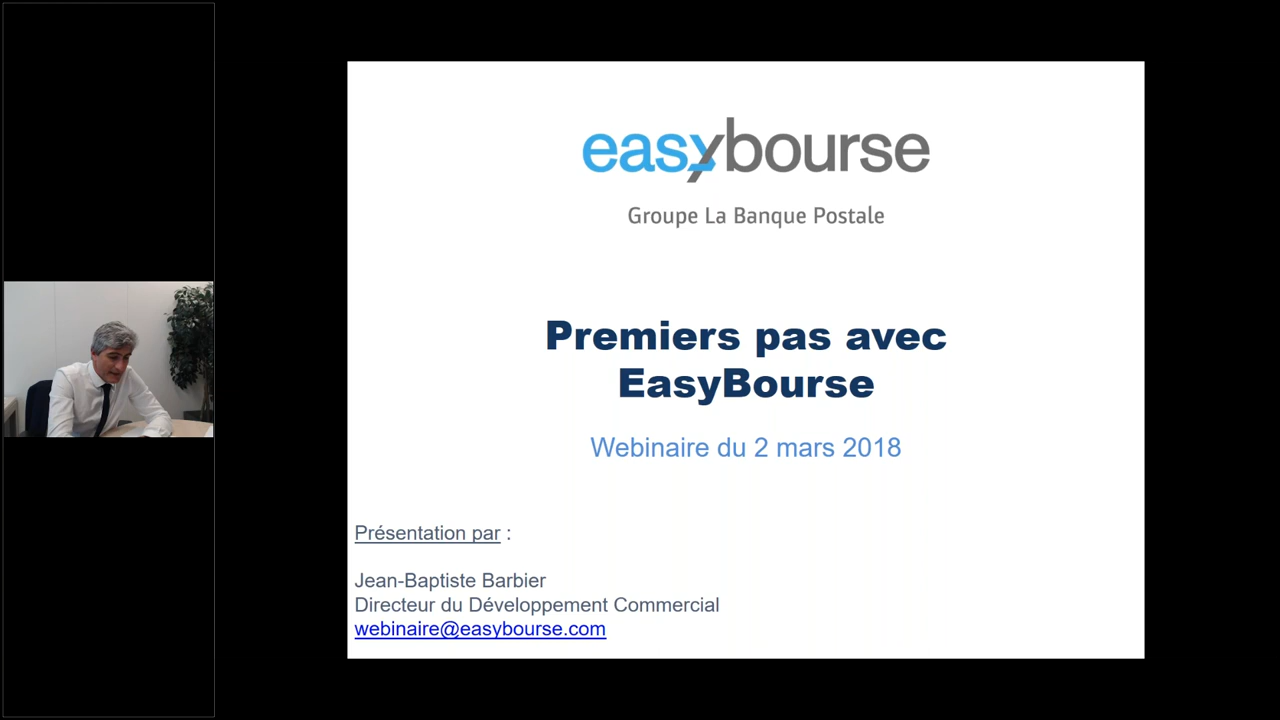 easybourse
Groupe La Banque Postale
Premiers pas avec
EasyBourse
Webinaire du 2 mars 2018
Présentation par :
Jean-Baptiste Barbier
Directeur du Développement Commercial
webinaire@easybourse.com